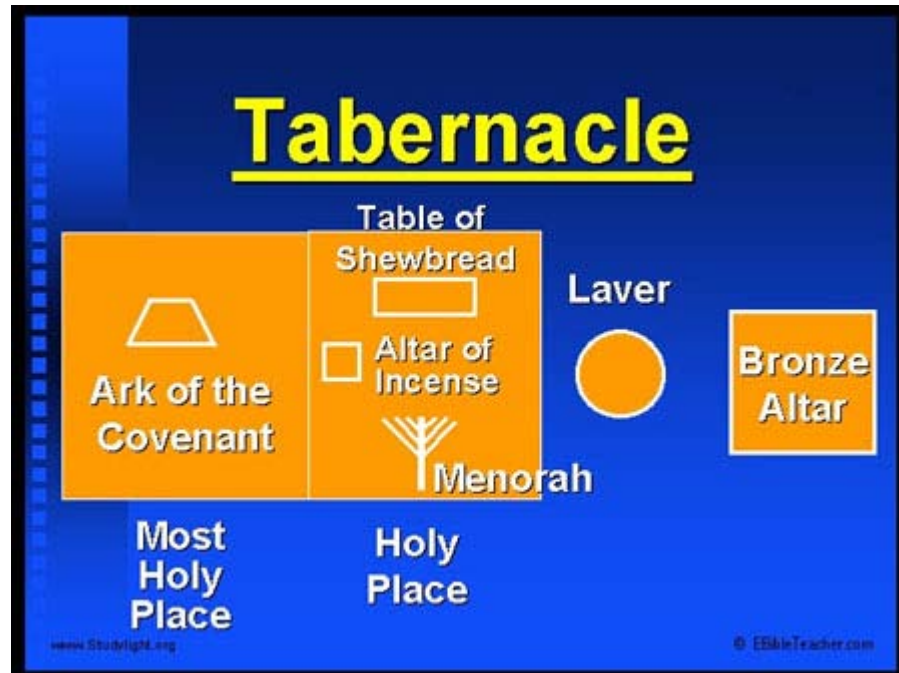 Tabernacle
Table of
Shewbread
Laver
Altar of
Incense
Bronze
Altar
Ark of the
Covenant
Menorah
Most
Holy
Place
Holy
Place
www.Studylight.org
© EBibleTeacher.com